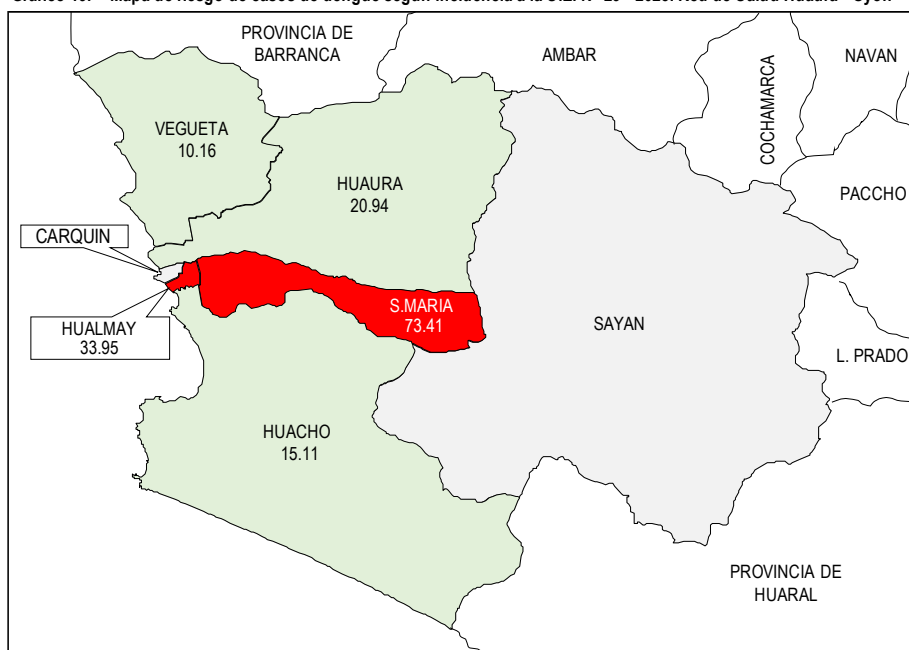 PROVINCIA DE
BARRANCA
AMBAR
NAVAN
COCHAMARCA
VEGUETA
10.16
HUAURA
20.94
PACCHO
CARQUIN
S.MARIA
73.41
SAYAN
HUALMAY
33.95
L. PRADO
HUACHO
15.11
PROVINCIA DE
HUARAL